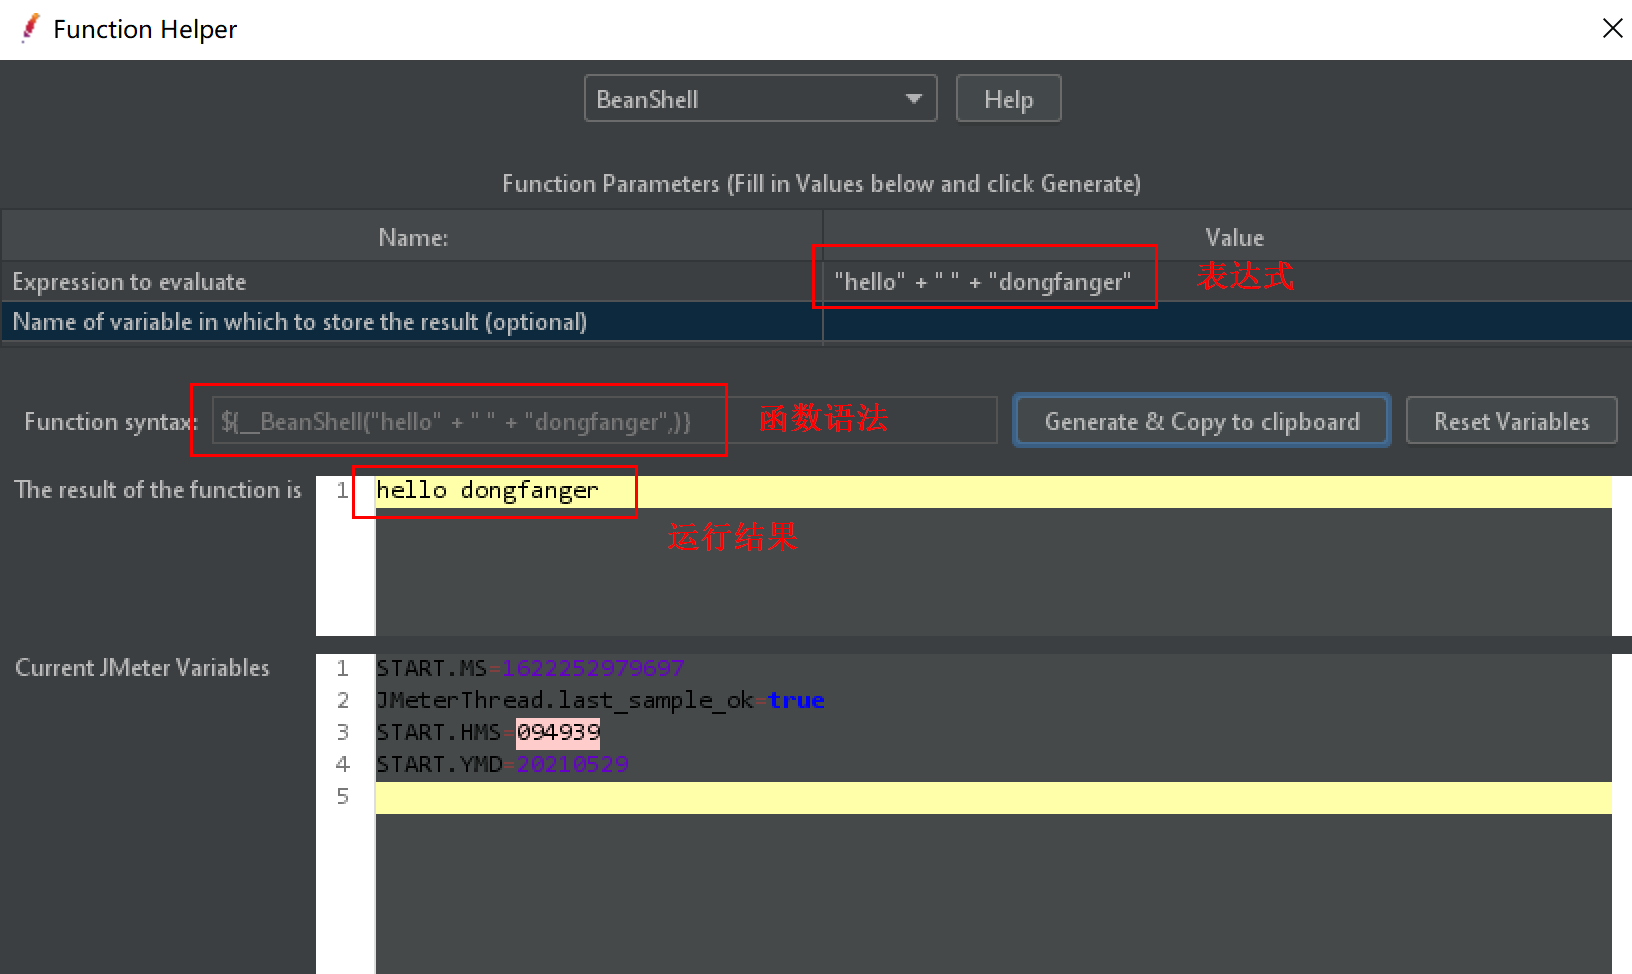 Function Helper
BeanShell
Help
Function Parameters (Fill in Values below and click Generate)
Name:
Value
Expression to evaluate
"hello" + " " + "dongfanger"
表达式
Name of variable in which to store the result (optional)
Function syntax:
${__BeanShell("hello" + " " + "dongfanger",)}
函数语法
Generate & Copy to clipboard
Reset Variables
The result of the function is
1
hello dongfanger
运行结果
Current JMeter Variables
1 START.MS=1622252979697
2 JMeterThread.last_sample_ok=true
3 START.HMS=094939
4 START.YMD=20210529
5